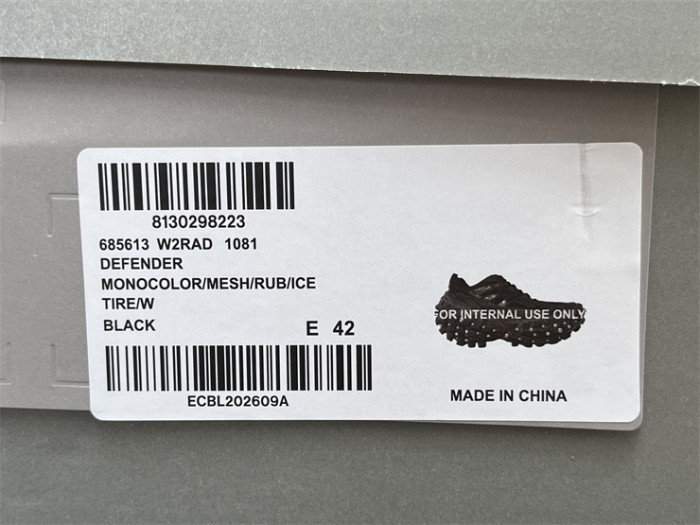 8130298223
685613 W2RAD 1081
DEFENDER
MONOCOLOR/MESH/RUB/ICE
TIRE/W
BLACK
E 42
ECBL202609A
FOR INTERNAL USE ONLY
MADE IN CHINA